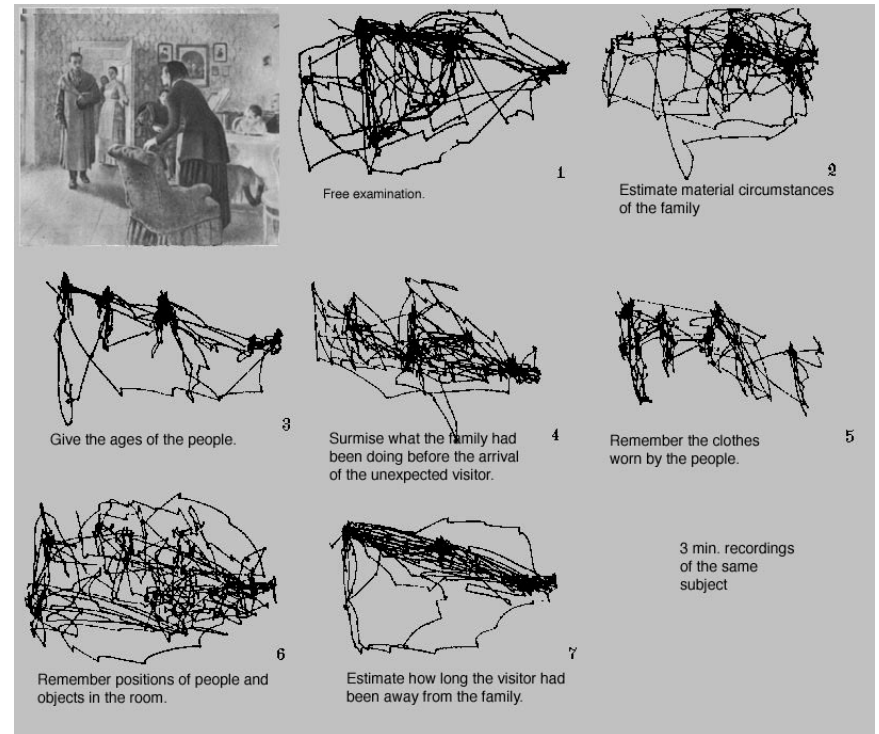 1
Free examination.
2
Estimate material circumstances
of the family
3
Give the ages of the people.
4
Surmise what the family had
been doing before the arrival
of the unexpected visitor.
5
Remember the clothes
worn by the people.
6
Remember positions of people and
objects in the room.
7
Estimate how long the visitor had
been away from the family.
3 min. recordings
of the same
subject